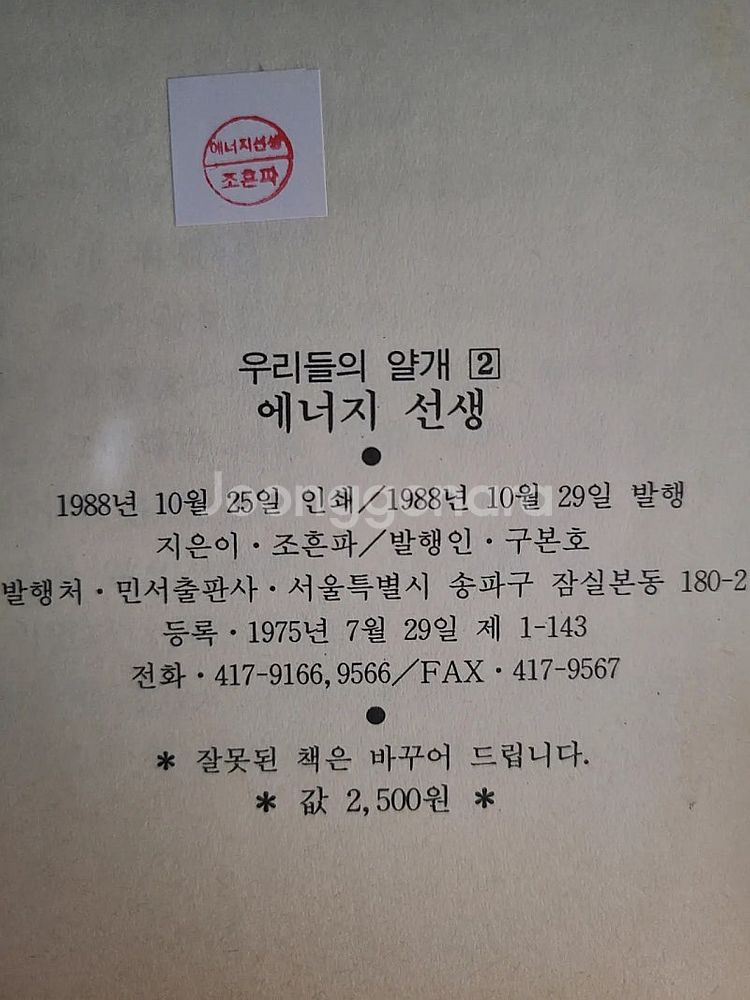 에너지선생
조흔파
우리들의 얄개 2
에너지 선생
●
1988년 10월 25일 인쇄／1988년 10월 29일 발행
지은이·조흔파／발행인·구본호
발행처·민서출판사·서울특별시 송파구 잠실본동 180-2
등록·1975년 7월 29일 제 1-143
전화·417-9166, 9566／FAX·417-9567
●
* 잘못된 책은 바꾸어 드립니다.
* 값 2,500원 *
Joonggonara